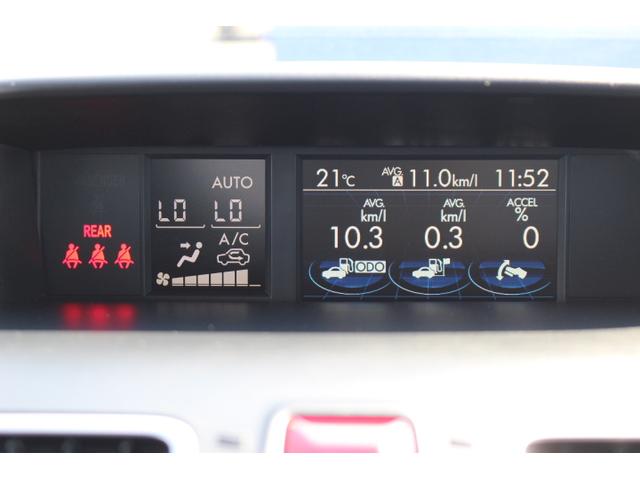 21℃ AVG. A 11.0km/l 11:52
AUTO
LO LO
A/C
REAR
AVG. km/l
10.3
ODO
AVG. km/l
0.3
ACCEL %
0